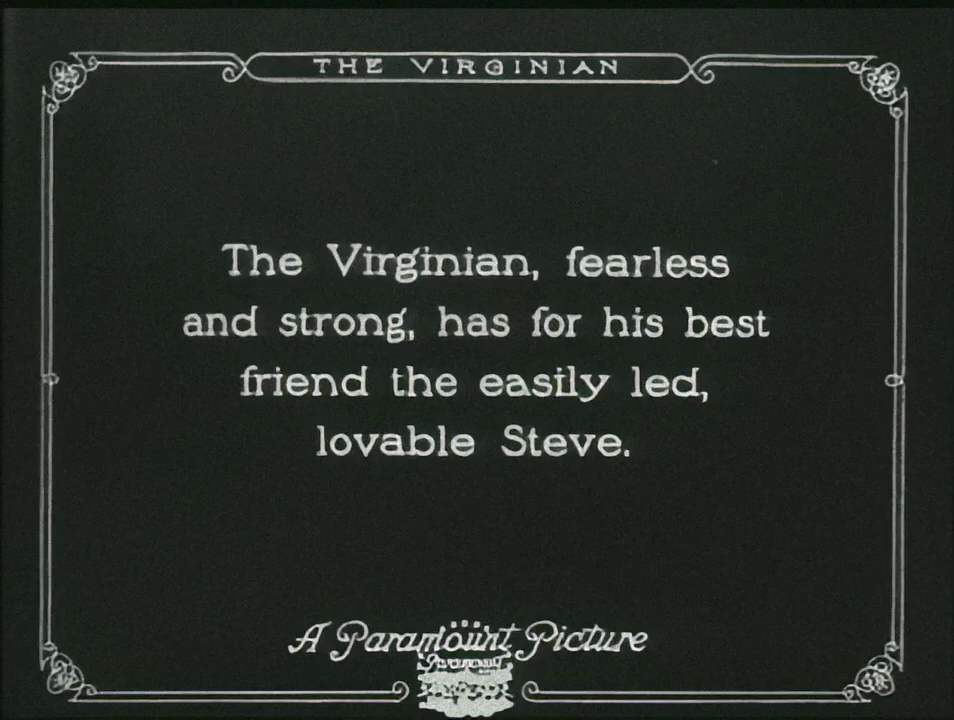 THE VIRGINIAN
The Virginian, fearless
and strong, has for his best
friend the easily led,
lovable Steve.
A Paramount Picture
Paramount